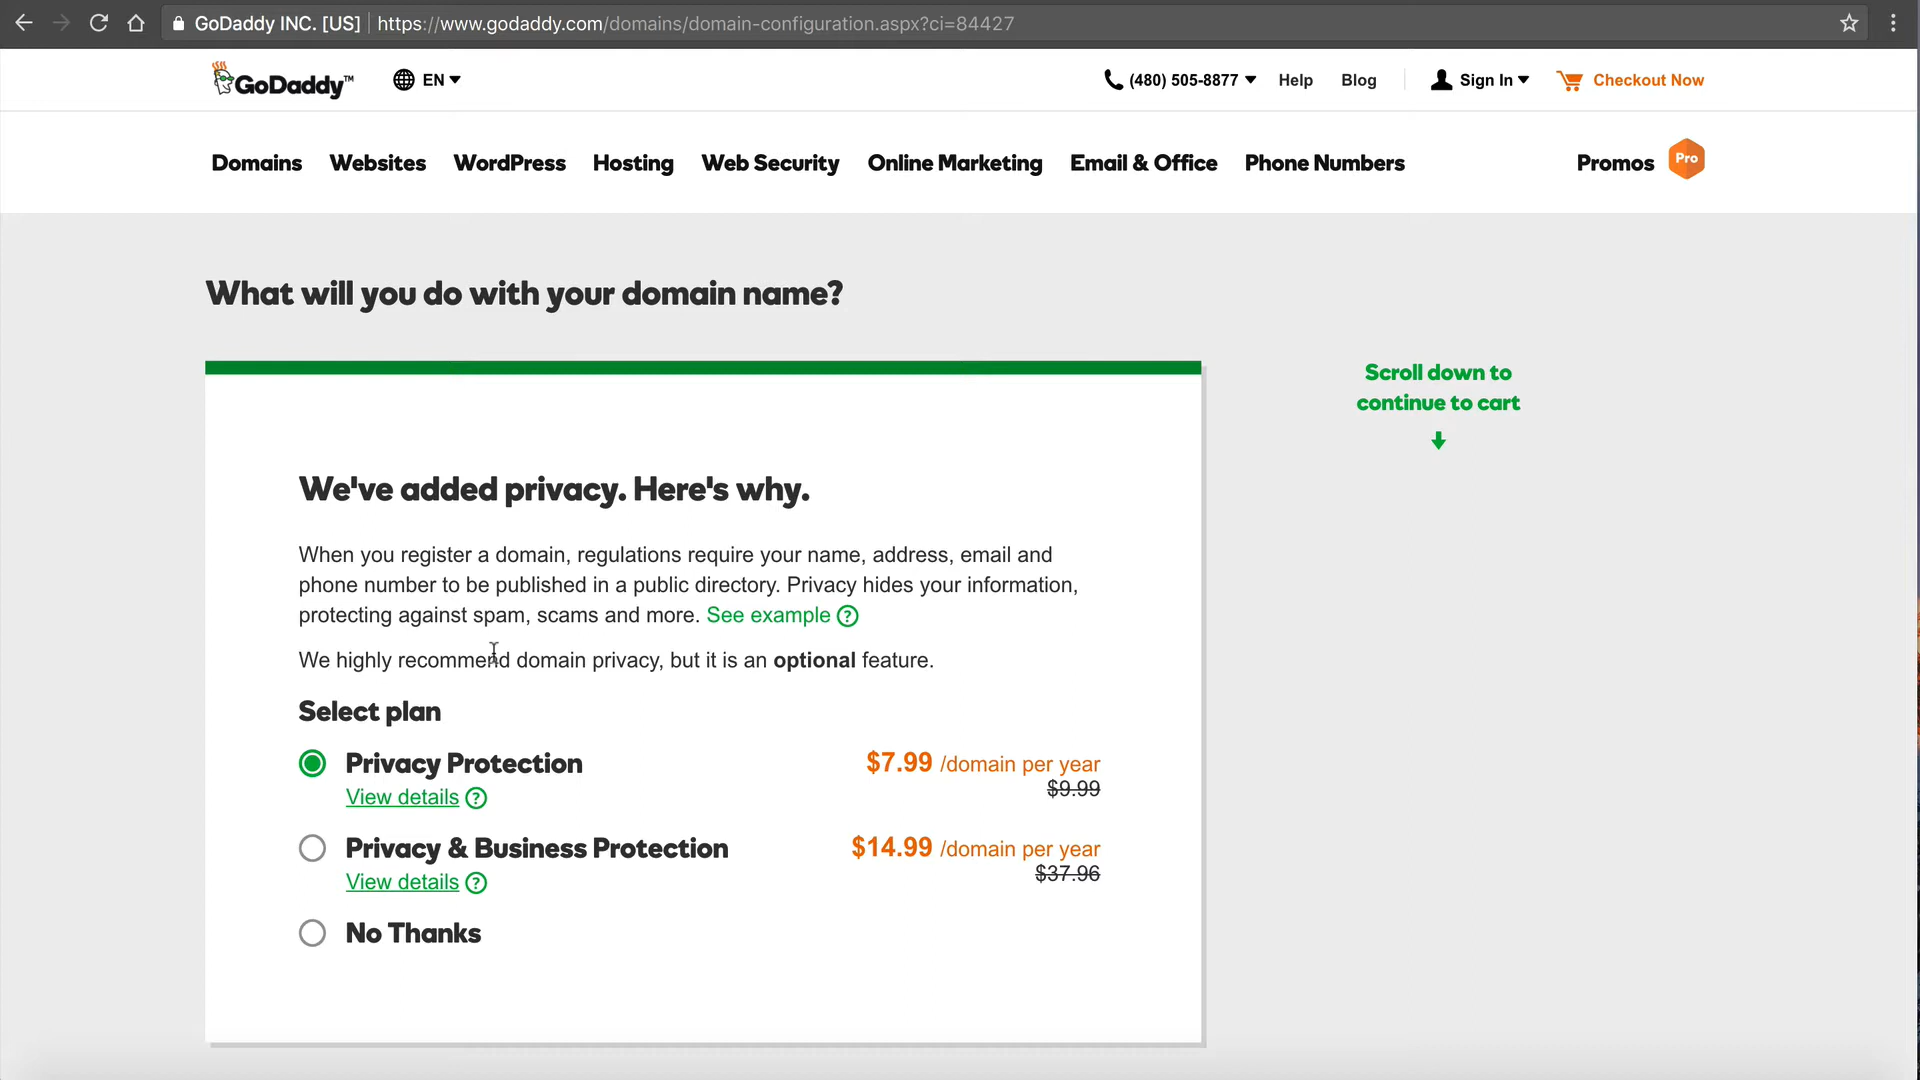 GoDaddy INC. [US] https://www.godaddy.com/domains/domain-configuration.aspx?ci=84427
GoDaddy™ EN (480) 505-8877 Help Blog Sign In Checkout Now
Domains Websites WordPress Hosting Web Security Online Marketing Email & Office Phone Numbers Promos Pro
What will you do with your domain name?
Scroll down to
continue to cart
We've added privacy. Here's why.
When you register a domain, regulations require your name, address, email and
phone number to be published in a public directory. Privacy hides your information,
protecting against spam, scams and more. See example ?
We highly recommend domain privacy, but it is an optional feature.
Select plan
Privacy Protection $7.99 /domain per year
View details ? $9.99
Privacy & Business Protection $14.99 /domain per year
View details ? $37.96
No Thanks